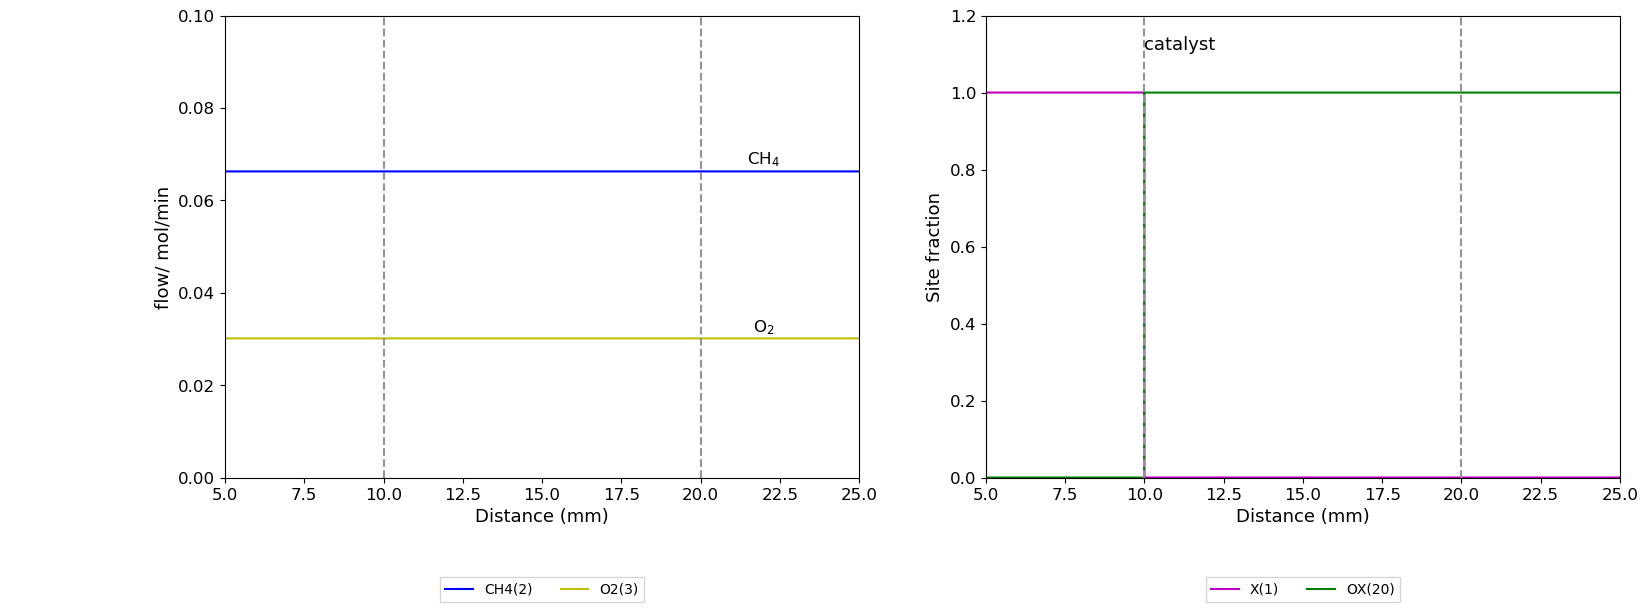 0.10
0.08
0.06
0.04
0.02
0.00
flow/ mol/min
CH4
O2
5.0 7.5 10.0 12.5 15.0 17.5 20.0 22.5 25.0
Distance (mm)
CH4(2) O2(3)
1.2
1.0
0.8
0.6
0.4
0.2
0.0
Site fraction
catalyst
5.0 7.5 10.0 12.5 15.0 17.5 20.0 22.5 25.0
Distance (mm)
X(1) OX(20)